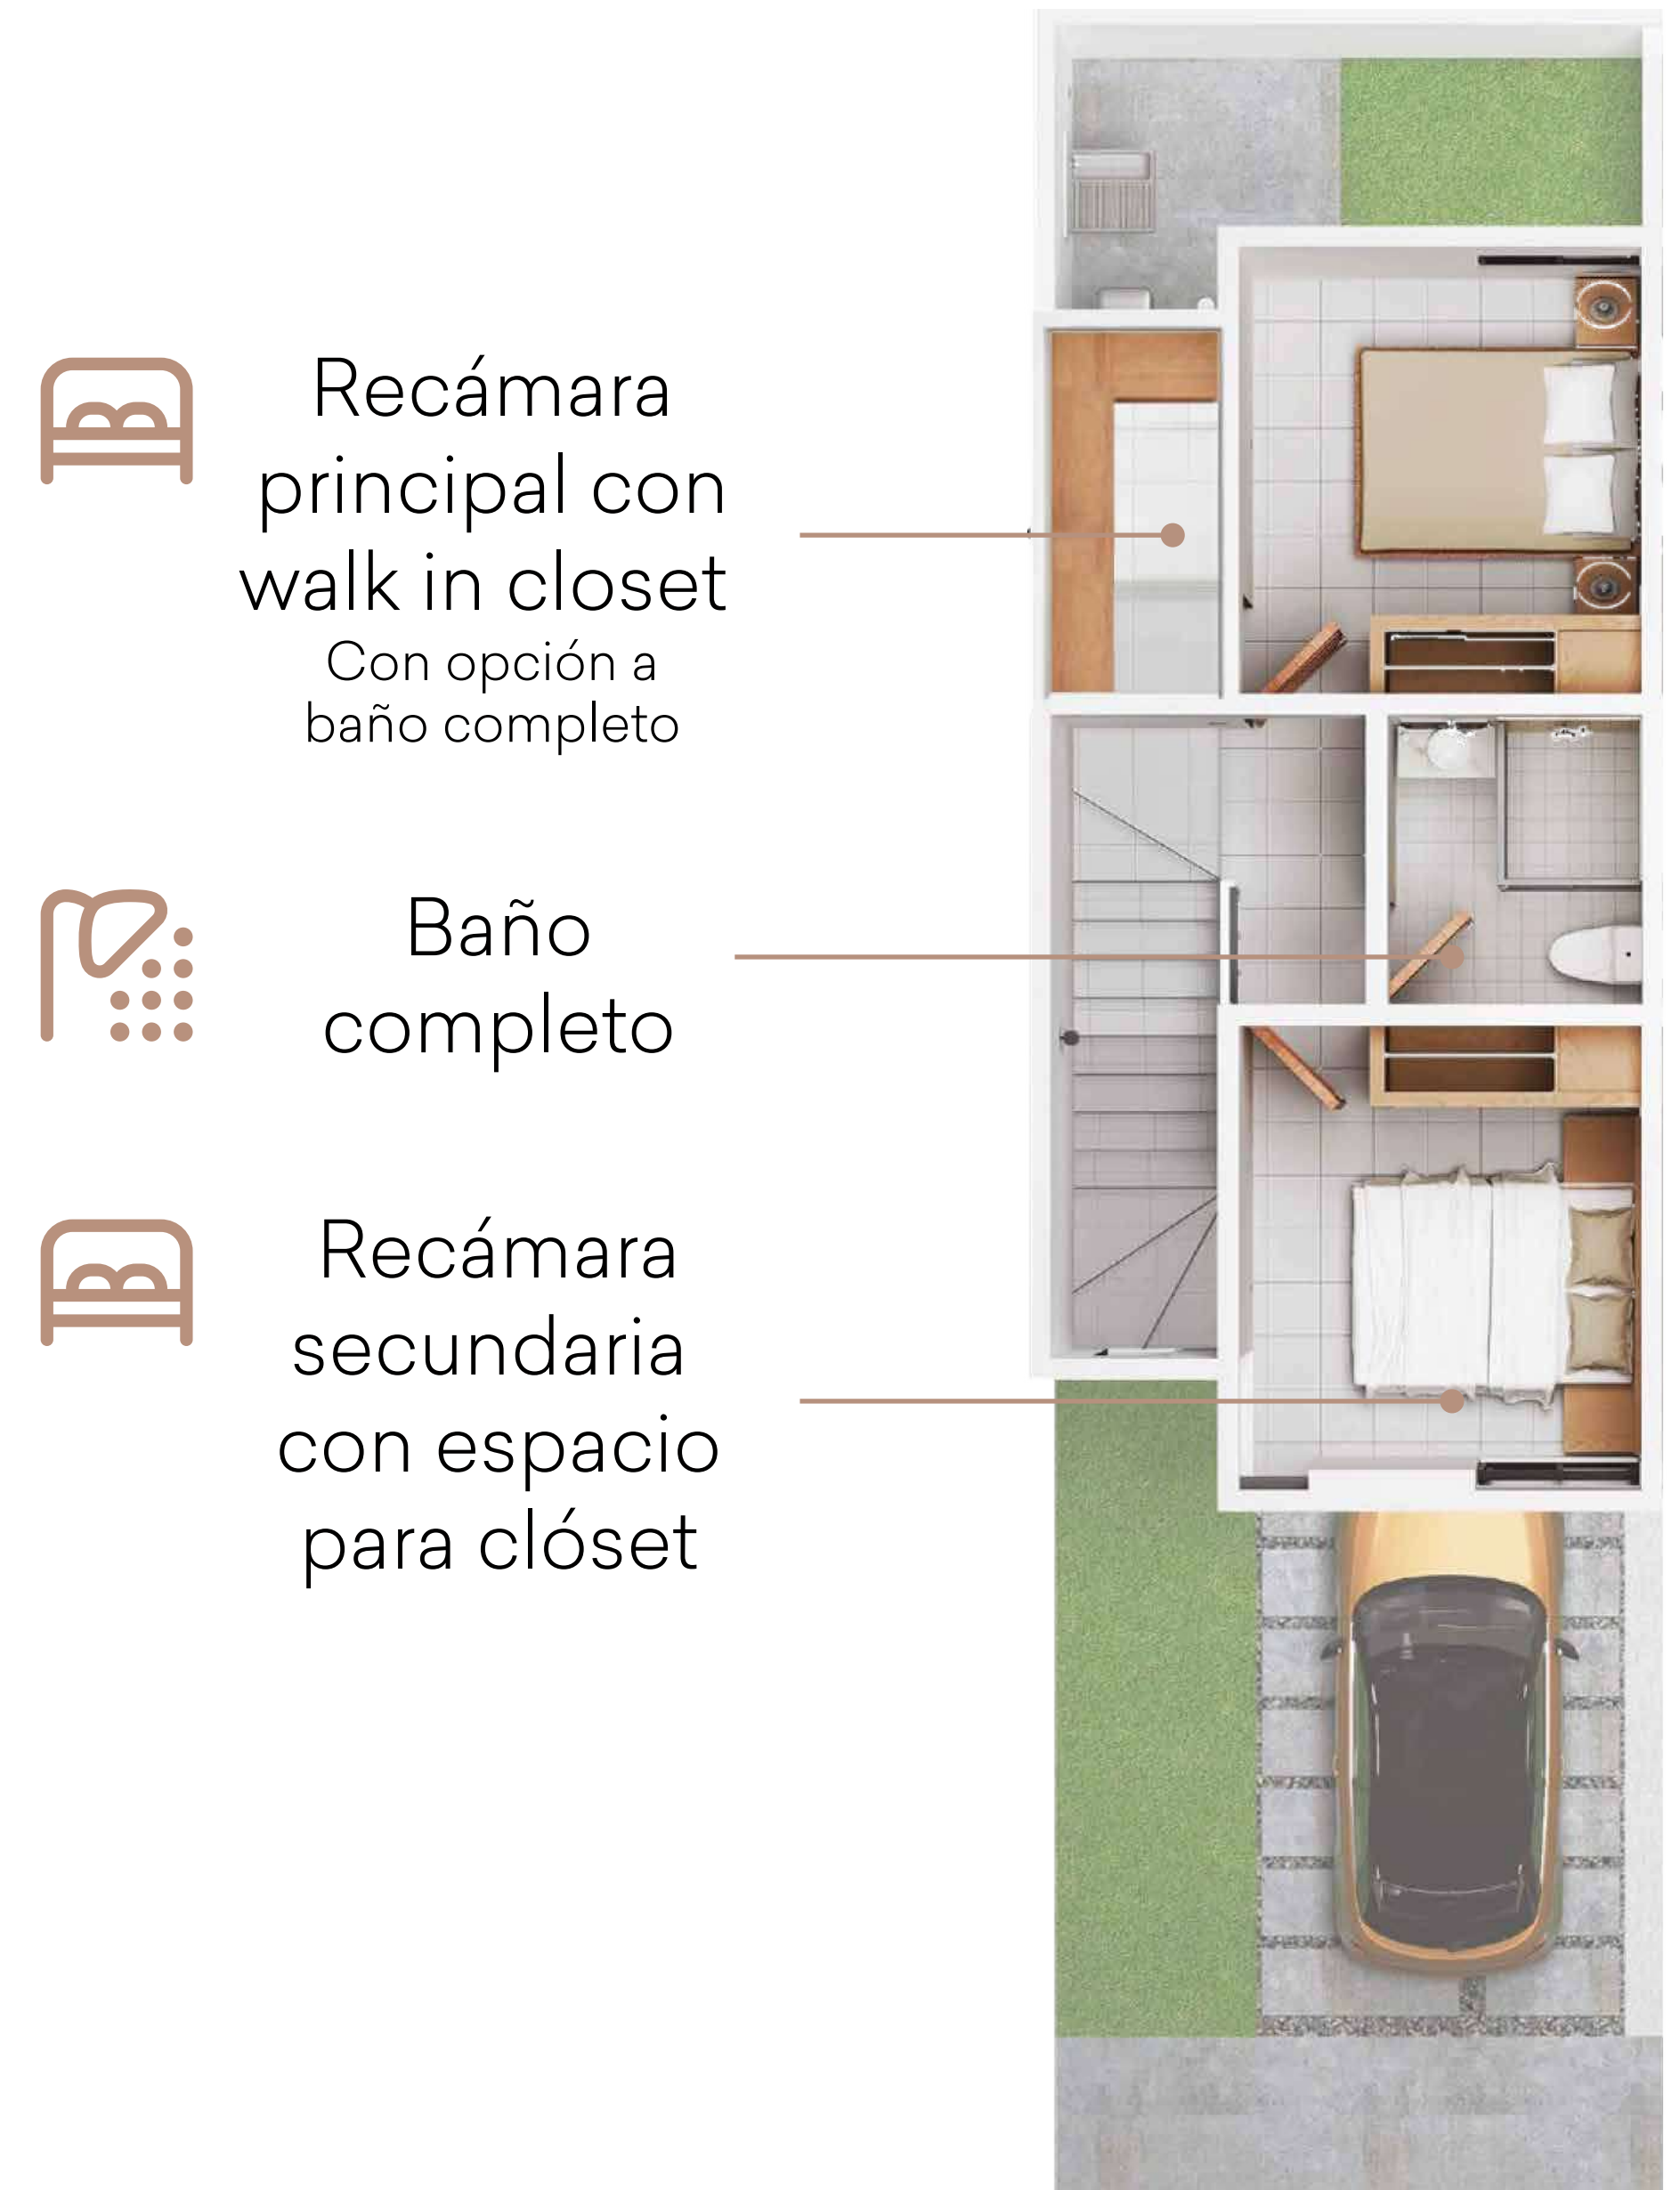 Recámara
principal con
walk in closet
Con opción a
baño completo
Baño
completo
Recámara
secundaria
con espacio
para clóset